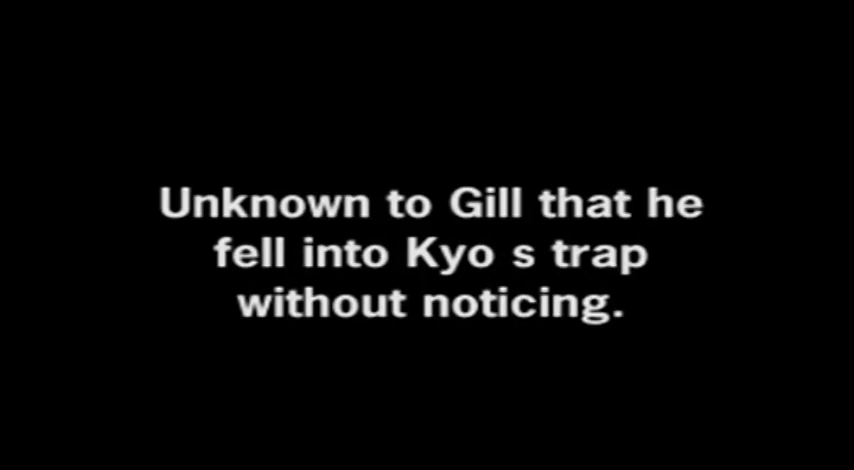 Unknown to Gill that he
fell into Kyo s trap
without noticing.